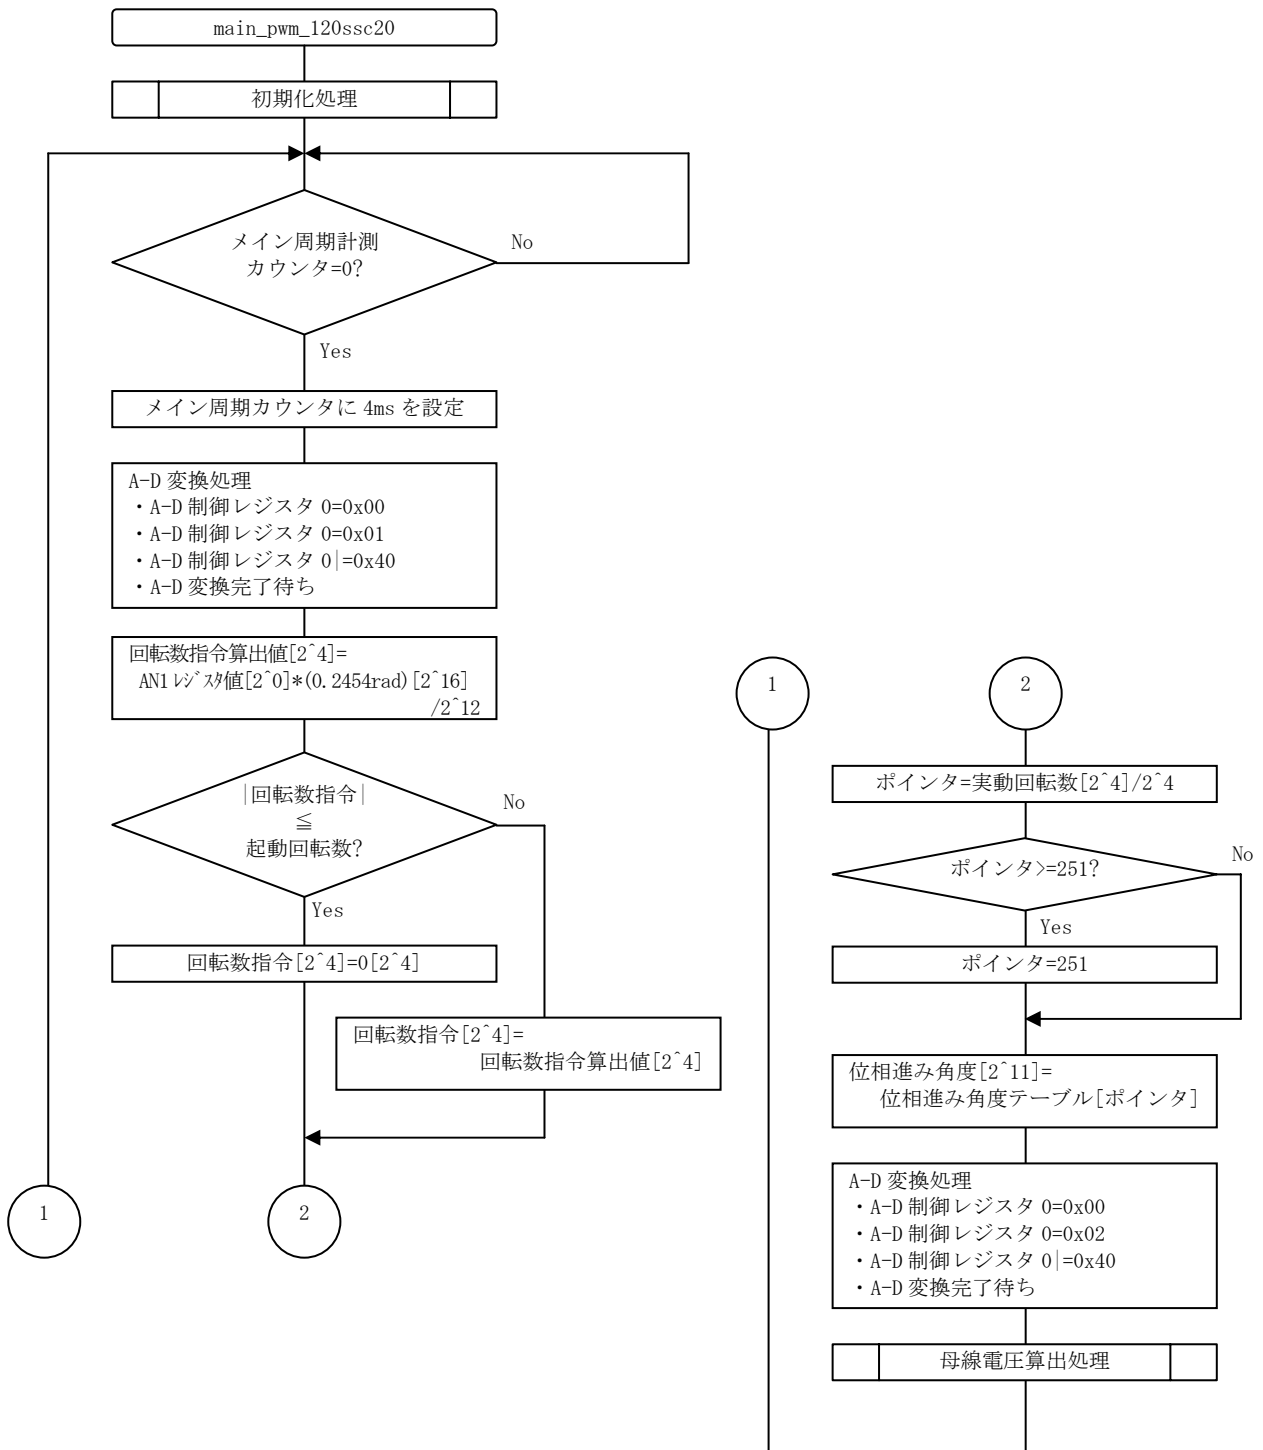 main_pwm_120ssc20
初期化処理
メイン周期計測
カウンタ=0?
No
Yes
メイン周期カウンタに 4ms を設定
A-D 変換処理
・A-D 制御レジスタ 0=0x00
・A-D 制御レジスタ 0=0x01
・A-D 制御レジスタ 0|=0x40
・A-D 変換完了待ち
回転数指令算出値[2^4]=
AN1 ﾚｼﾞｽﾀ値[2^0]*(0.2454rad)[2^16]
/2^12
|回転数指令|
≦
起動回転数?
No
Yes
回転数指令[2^4]=0[2^4]
回転数指令[2^4]=
回転数指令算出値[2^4]
1
2
1
2
ポインタ=実動回転数[2^4]/2^4
ポインタ>=251?
No
Yes
ポインタ=251
位相進み角度[2^11]=
位相進み角度テーブル[ポインタ]
A-D 変換処理
・A-D 制御レジスタ 0=0x00
・A-D 制御レジスタ 0=0x02
・A-D 制御レジスタ 0|=0x40
・A-D 変換完了待ち
母線電圧算出処理